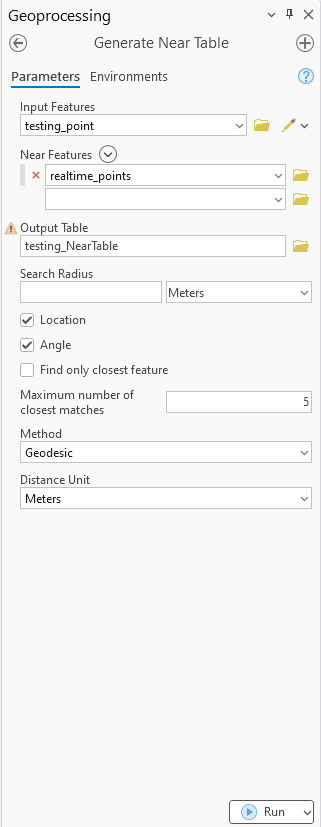 Geoprocessing
Generate Near Table
Parameters Environments
Input Features
testing_point
Near Features
realtime_points
Output Table
testing_NearTable
Search Radius
Meters
Location
Angle
Find only closest feature
Maximum number of
closest matches
5
Method
Geodesic
Distance Unit
Meters
Run